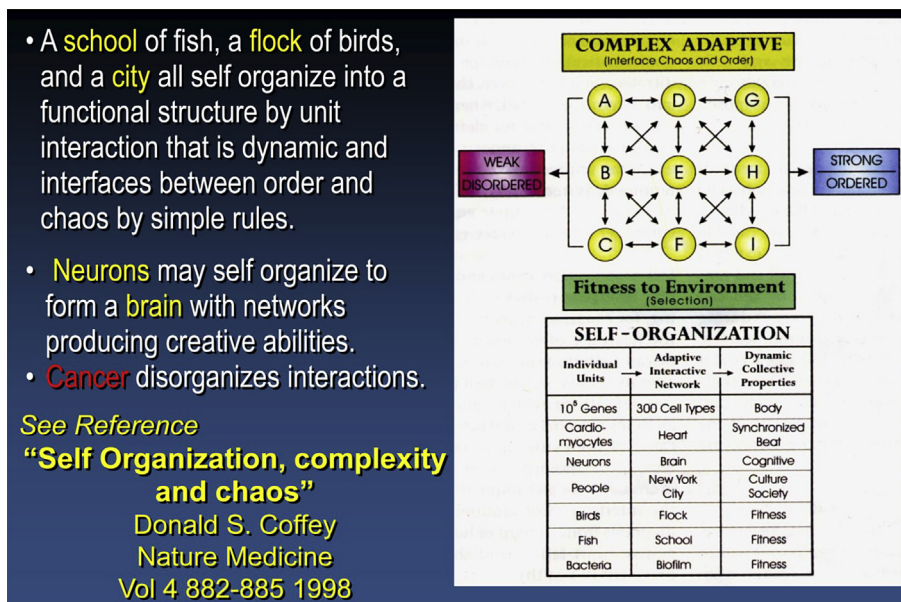 • A school of fish, a flock of birds,
and a city all self organize into a
functional structure by unit
interaction that is dynamic and
interfaces between order and
chaos by simple rules.
• Neurons may self organize to
form a brain with networks
producing creative abilities.
• Cancer disorganizes interactions.
See Reference
“Self Organization, complexity
and chaos”
Donald S. Coffey
Nature Medicine
Vol 4 882-885 1998
COMPLEX ADAPTIVE
(Interface Chaos and Order)
A D G
WEAK
DISORDERED
B E H
STRONG
ORDERED
C F I
Fitness to Environment
(Selection)
SELF-ORGANIZATION
Individual
Units
Adaptive
Interactive
Network
Dynamic
Collective
Properties
10⁵ Genes 300 Cell Types Body
Cardio-
myocytes
Heart
Synchronized
Beat
Neurons Brain Cognitive
People
New York
City
Culture
Society
Birds Flock Fitness
Fish School Fitness
Bacteria Biofilm Fitness